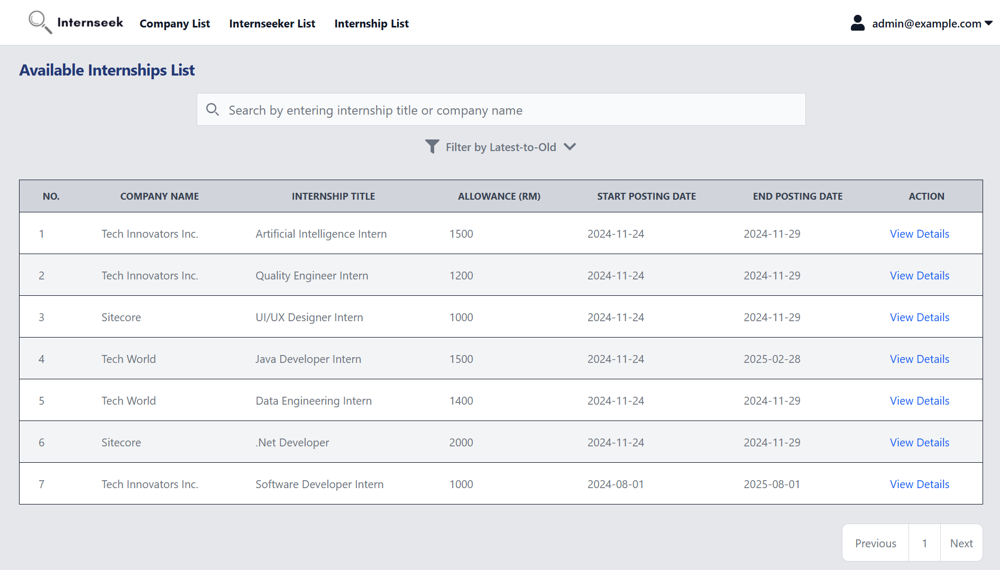 Internseek Company List Internseeker List Internship List admin@example.com
Available Internships List
Search by entering internship title or company name
Filter by Latest-to-Old
NO. COMPANY NAME INTERNSHIP TITLE ALLOWANCE (RM) START POSTING DATE END POSTING DATE ACTION
1 Tech Innovators Inc. Artificial Intelligence Intern 1500 2024-11-24 2024-11-29 View Details
2 Tech Innovators Inc. Quality Engineer Intern 1200 2024-11-24 2024-11-29 View Details
3 Sitecore UI/UX Designer Intern 1000 2024-11-24 2024-11-29 View Details
4 Tech World Java Developer Intern 1500 2024-11-24 2025-02-28 View Details
5 Tech World Data Engineering Intern 1400 2024-11-24 2024-11-29 View Details
6 Sitecore .Net Developer 2000 2024-11-24 2024-11-29 View Details
7 Tech Innovators Inc. Software Developer Intern 1000 2024-08-01 2025-08-01 View Details
Previous 1 Next